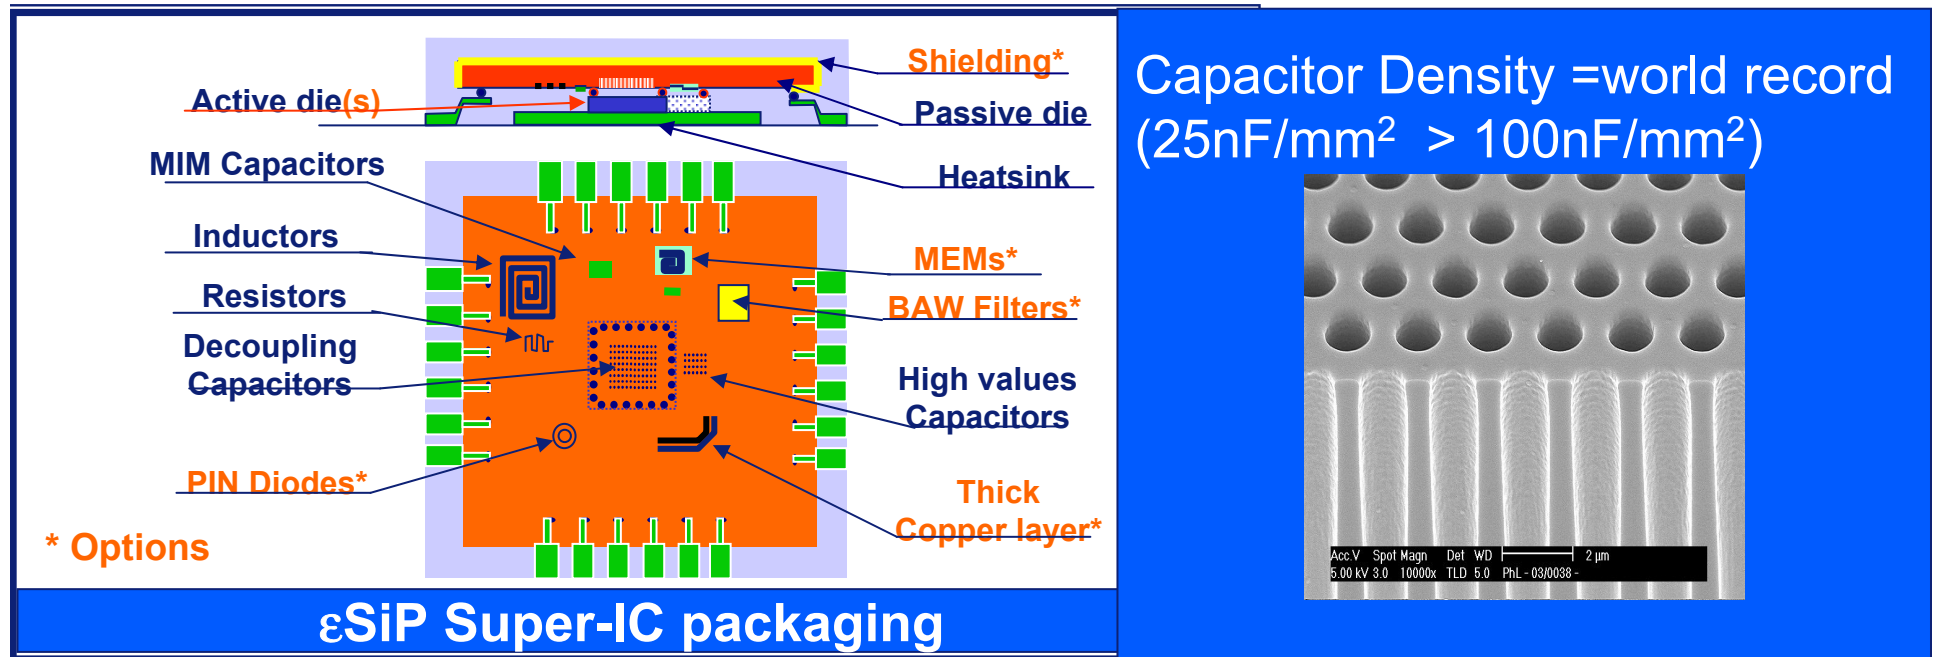 Shielding*
Active die(s)
Passive die
MIM Capacitors
Heatsink
Inductors
MEMs*
Resistors
BAW Filters*
Decoupling
Capacitors
High values
Capacitors
PIN Diodes*
Thick
Copper layer*
* Options
εSiP Super-IC packaging
Capacitor Density =world record
(25nF/mm² > 100nF/mm²)
Acc.V Spot Magn Det WD 2 µm
5.00 kV 3.0 10000x TLD 5.0 PhL - 03/0038 -